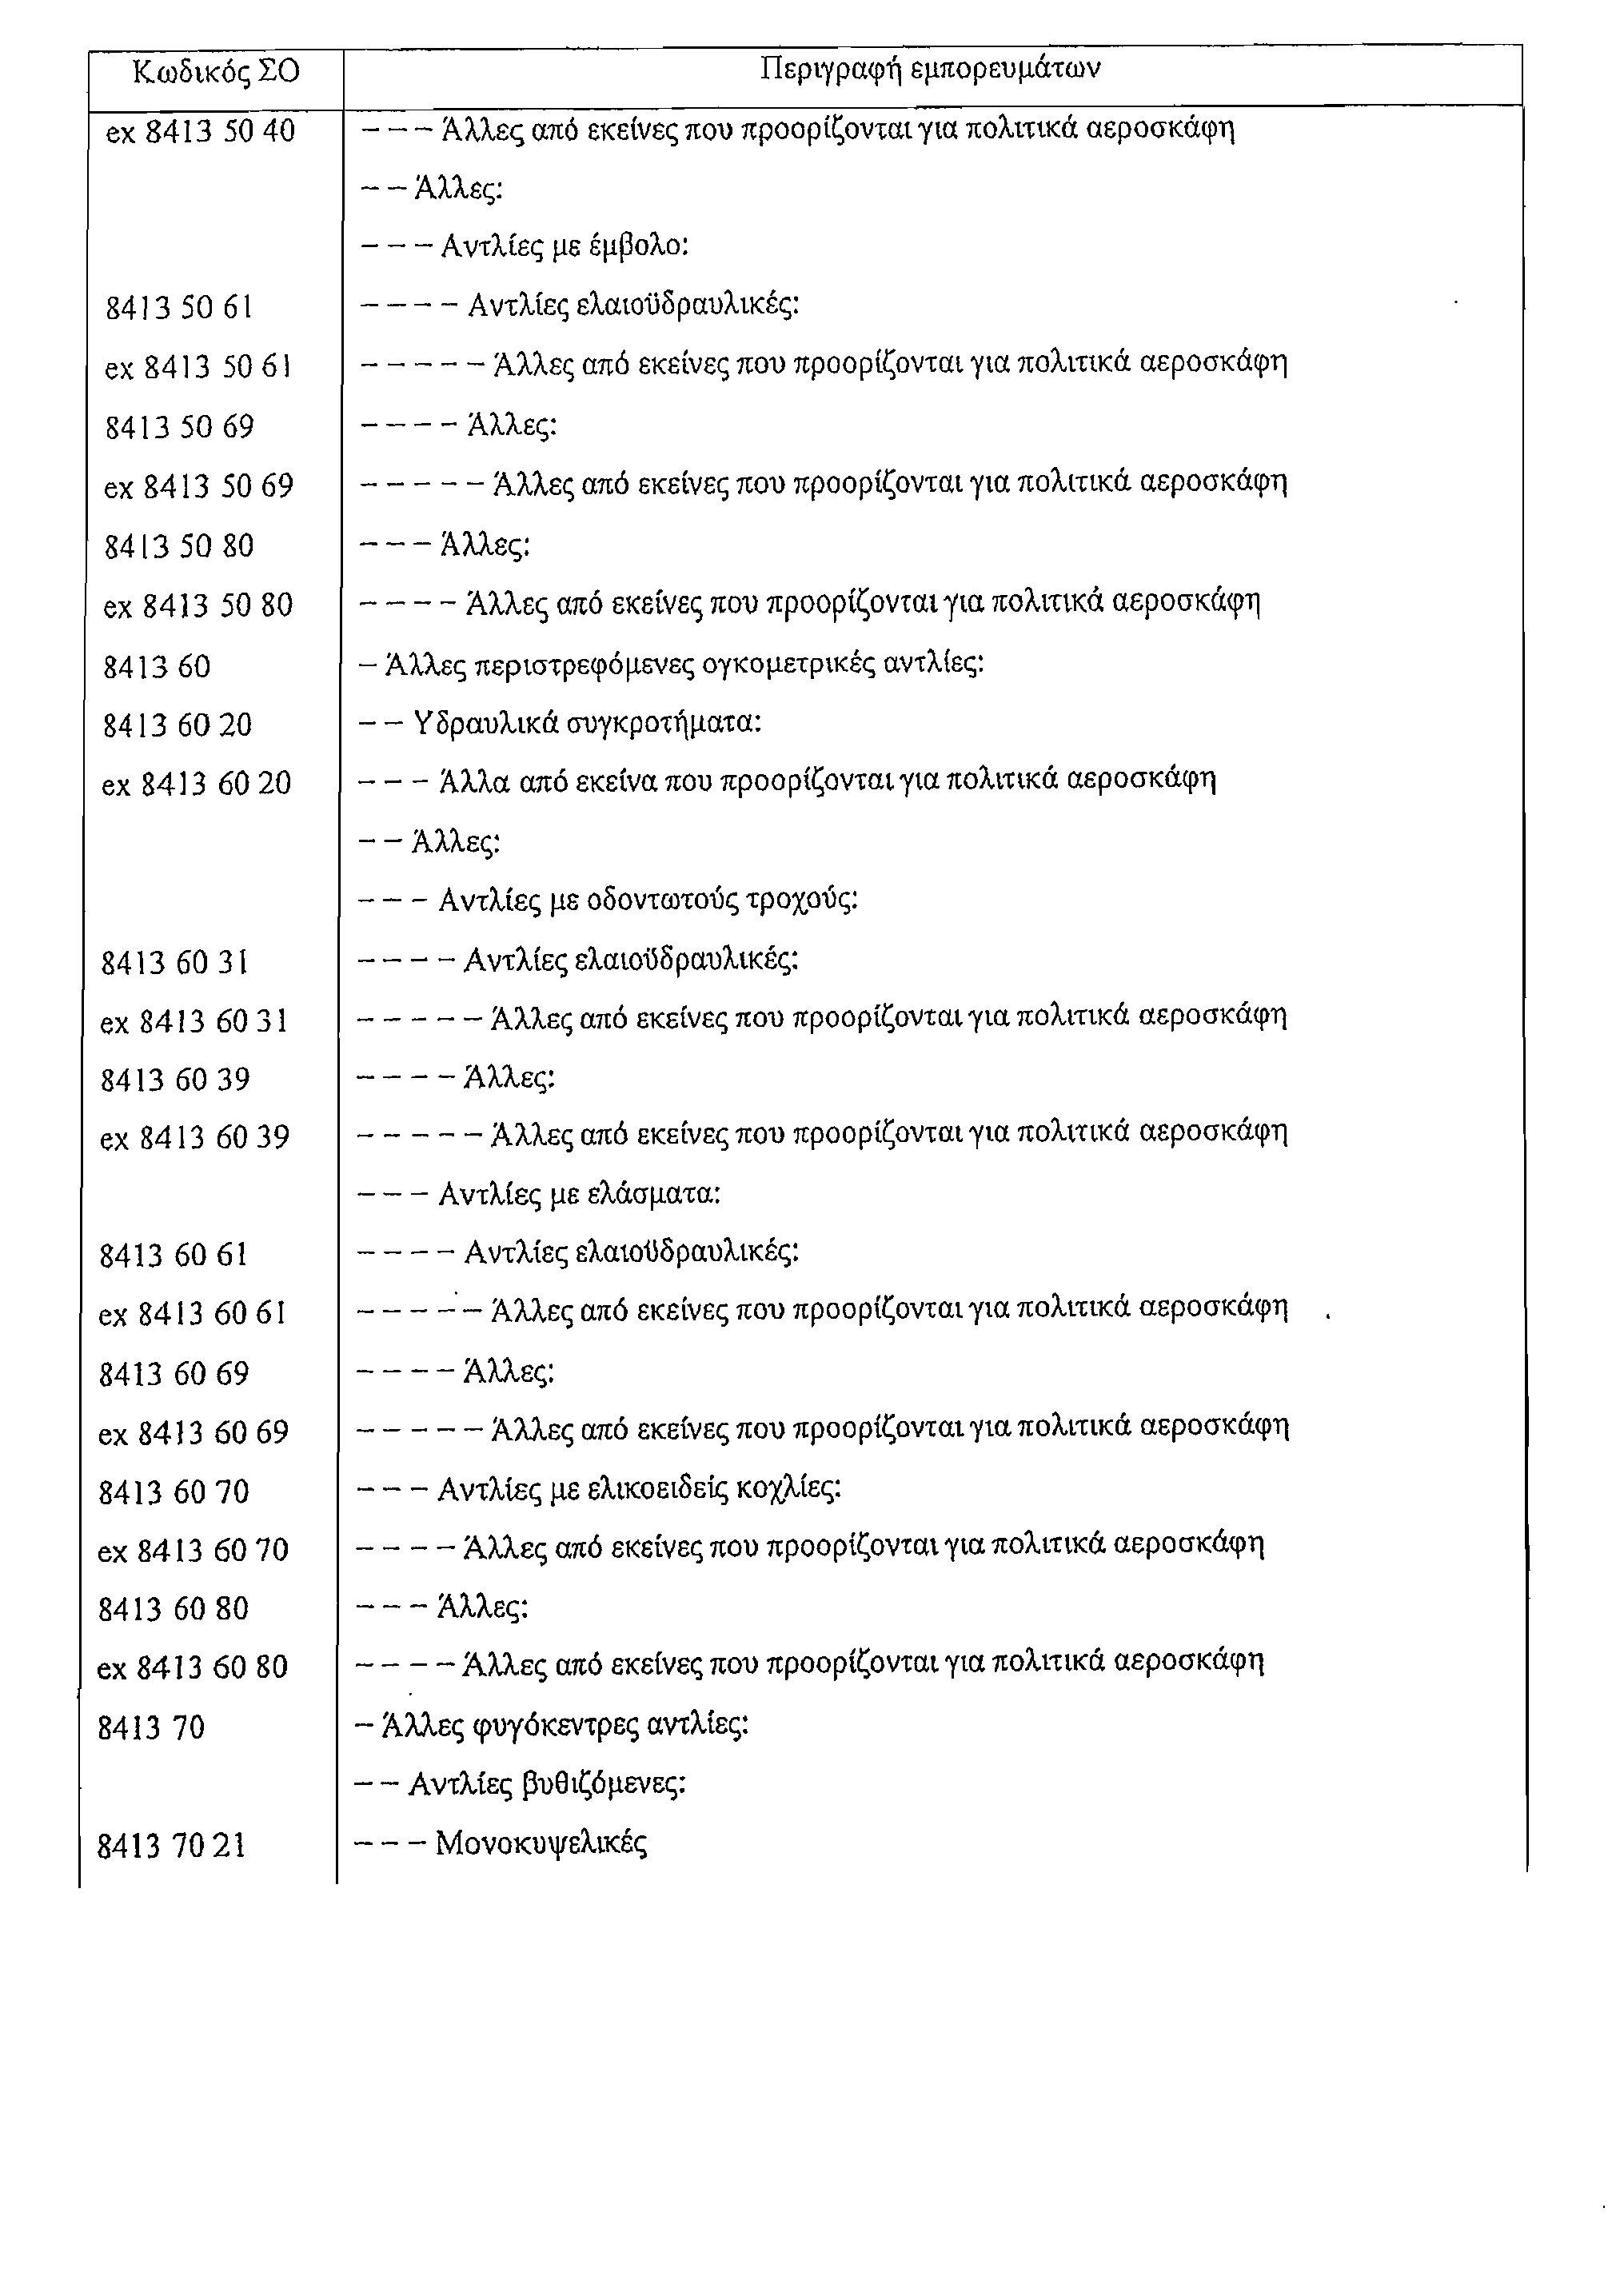 Κωδικός ΣΟ Περιγραφή εμπορευμάτων
ex 8413 50 40 – – – Άλλες από εκείνες που προορίζονται για πολιτικά αεροσκάφη
– – Άλλες:
– – – Αντλίες με έμβολο:
8413 50 61 – – – – Αντλίες ελαιοϋδραυλικές:
ex 8413 50 61 – – – – – Άλλες από εκείνες που προορίζονται για πολιτικά αεροσκάφη
8413 50 69 – – – – Άλλες:
ex 8413 50 69 – – – – – Άλλες από εκείνες που προορίζονται για πολιτικά αεροσκάφη
8413 50 80 – – – Άλλες:
ex 8413 50 80 – – – – Άλλες από εκείνες που προορίζονται για πολιτικά αεροσκάφη
8413 60 – Άλλες περιστρεφόμενες ογκομετρικές αντλίες:
8413 60 20 – – Υδραυλικά συγκροτήματα:
ex 8413 60 20 – – – Άλλα από εκείνα που προορίζονται για πολιτικά αεροσκάφη
– – Άλλες:
– – – Αντλίες με οδοντωτούς τροχούς:
8413 60 31 – – – – Αντλίες ελαιοϋδραυλικές:
ex 8413 60 31 – – – – – Άλλες από εκείνες που προορίζονται για πολιτικά αεροσκάφη
8413 60 39 – – – – Άλλες:
ex 8413 60 39 – – – – – Άλλες από εκείνες που προορίζονται για πολιτικά αεροσκάφη
– – – Αντλίες με ελάσματα:
8413 60 61 – – – – Αντλίες ελαιοϋδραυλικές:
ex 8413 60 61 – – – – – Άλλες από εκείνες που προορίζονται για πολιτικά αεροσκάφη
8413 60 69 – – – – Άλλες:
ex 8413 60 69 – – – – – Άλλες από εκείνες που προορίζονται για πολιτικά αεροσκάφη
8413 60 70 – – – Αντλίες με ελικοειδείς κοχλίες:
ex 8413 60 70 – – – – Άλλες από εκείνες που προορίζονται για πολιτικά αεροσκάφη
8413 60 80 – – – Άλλες:
ex 8413 60 80 – – – – Άλλες από εκείνες που προορίζονται για πολιτικά αεροσκάφη
8413 70 – Άλλες φυγόκεντρες αντλίες:
– – Αντλίες βυθιζόμενες:
8413 70 21 – – – Μονοκυψελικές